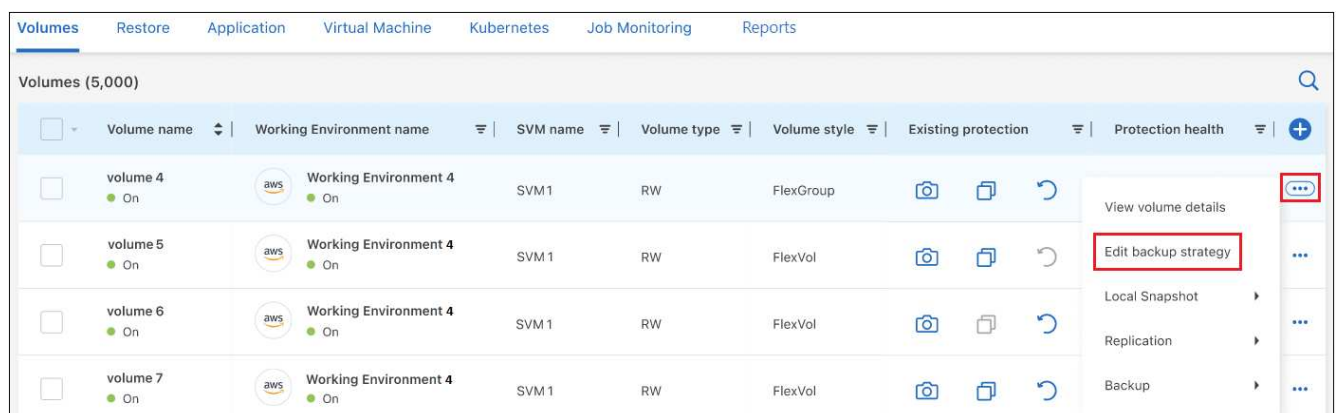 Volumes Restore Application Virtual Machine Kubernetes Job Monitoring Reports
Volumes (5,000)
Volume name Working Environment name SVM name Volume type Volume style Existing protection Protection health
volume 4 aws Working Environment 4 SVM1 RW FlexGroup
On On
View volume details
volume 5 aws Working Environment 4 SVM1 RW FlexVol
On On
Edit backup strategy
Local Snapshot
volume 6 aws Working Environment 4 SVM1 RW FlexVol
On On
Replication
volume 7 aws Working Environment 4 SVM1 RW FlexVol
On On
Backup